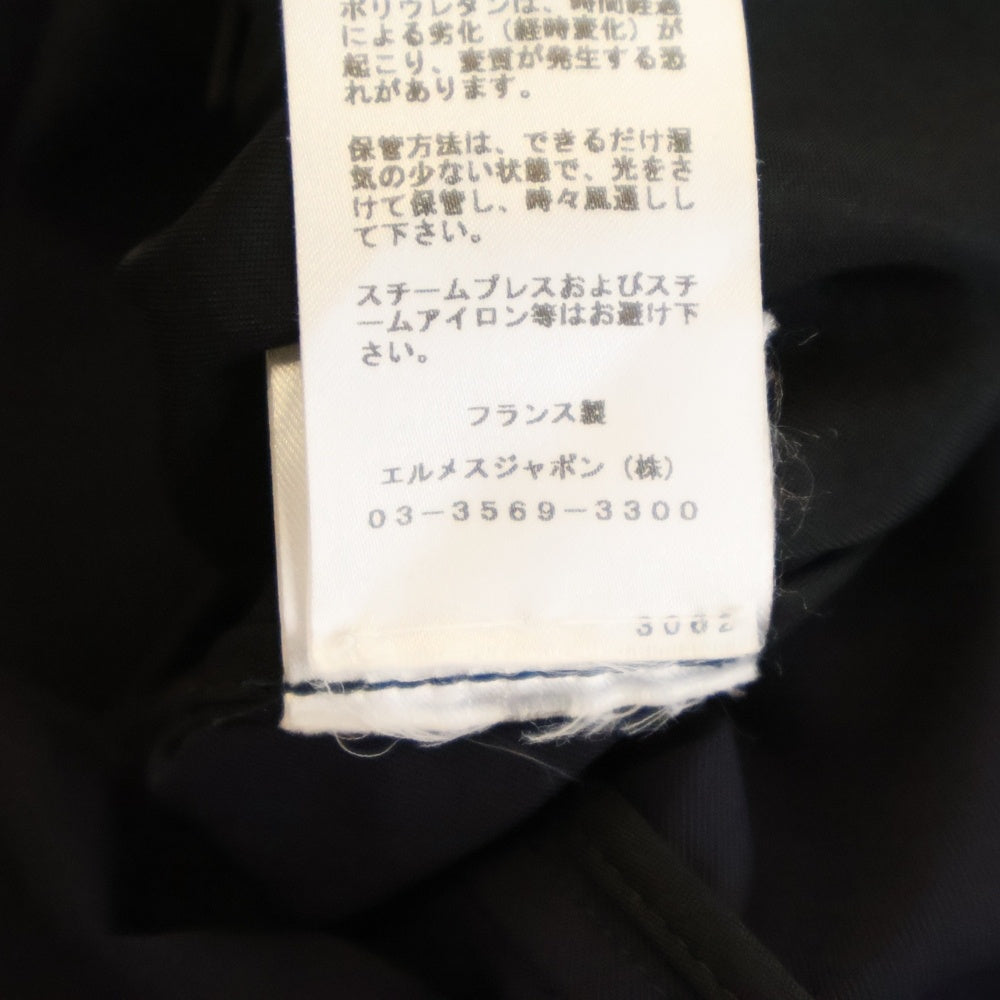 ポリウレタンは、時間経過
による劣化（経時変化）が
起こり、変質が発生する恐
れがあります。
保管方法は、できるだけ湿
気の少ない状態で、光をさ
けて保管し、時々風通しし
て下さい。
スチームプレスおよびスチ
ームアイロン等はお避け下
さい。
フランス製
エルメスジャポン（株）
03－3569－3300
3062